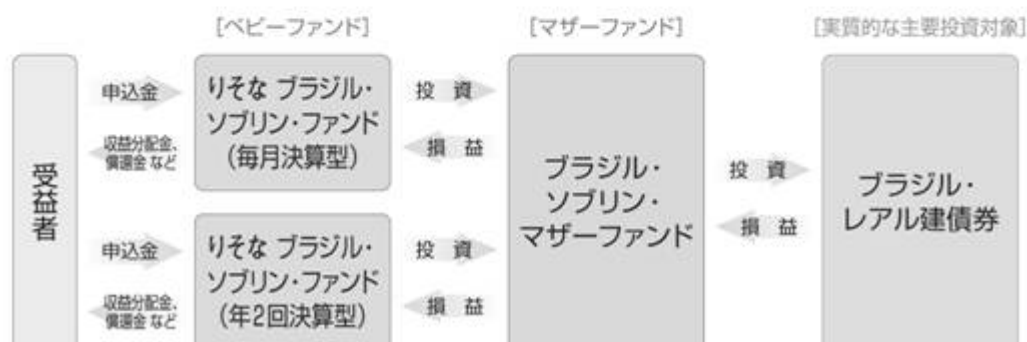 [ベビーファンド]
[マザーファンド]
[実質的な主要投資対象]
受益者
申込金
収益分配金、
償還金 など
りそな ブラジル・
ソブリン・ファンド
(毎月決算型)
投 資
損 益
申込金
収益分配金、
償還金 など
りそな ブラジル・
ソブリン・ファンド
(年2回決算型)
投 資
損 益
ブラジル・
ソブリン・
マザーファンド
投 資
損 益
ブラジル・
レアル建債券